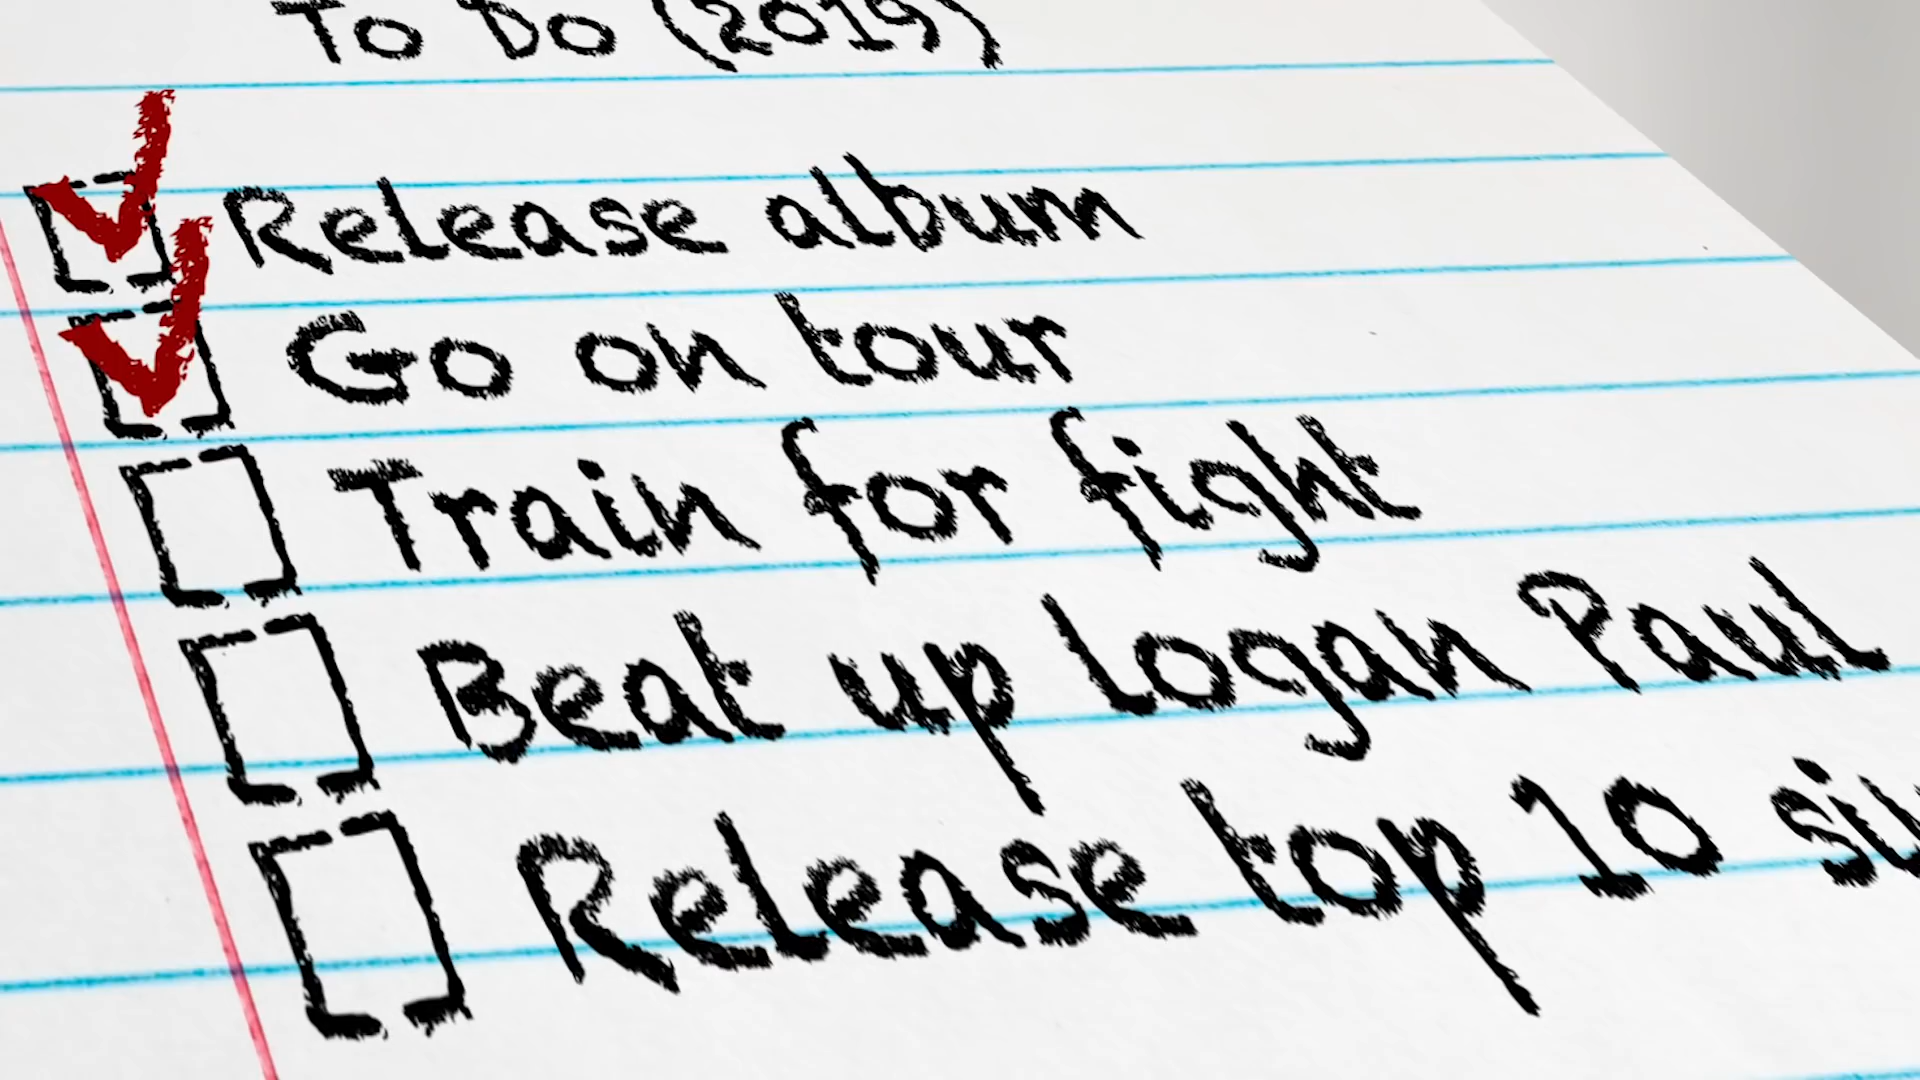 To Do (2019)
Release album
Go on tour
Train for fight
Beat up Logan Paul
Release top 10